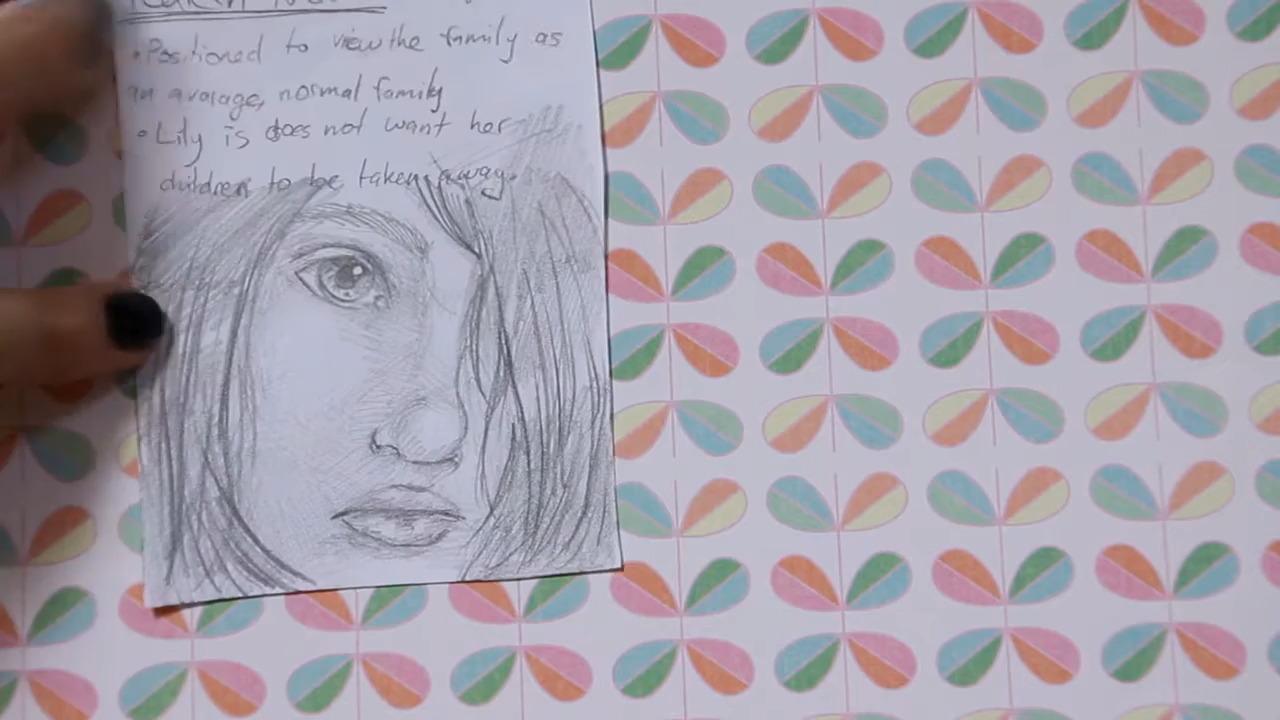 •Positioned to view the family as
an avarage, normal family
•Lily is does not want her
children to be taken away.